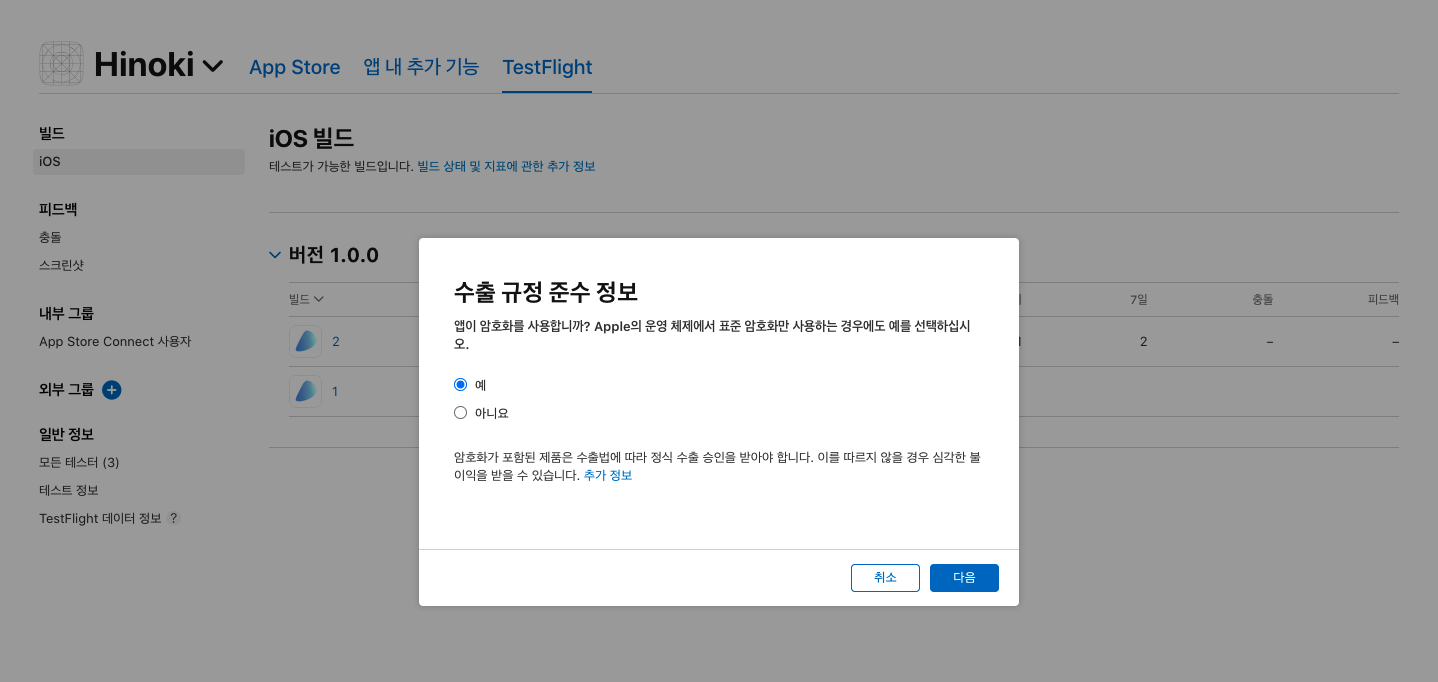 Hinoki
App Store
앱 내 추가 기능
TestFlight
빌드
iOS
피드백
충돌
스크린샷
내부 그룹
App Store Connect 사용자
외부 그룹
일반 정보
모든 테스터 (3)
테스트 정보
TestFlight 데이터 정보 ?
iOS 빌드
테스트가 가능한 빌드입니다. 빌드 상태 및 지표에 관한 추가 정보
버전 1.0.0
빌드 7일 충돌 피드백
2 2 – –
1
수출 규정 준수 정보
앱이 암호화를 사용합니까? Apple의 운영 체제에서 표준 암호화만 사용하는 경우에도 예를 선택하십시
오.
예
아니요
암호화가 포함된 제품은 수출법에 따라 정식 수출 승인을 받아야 합니다. 이를 따르지 않을 경우 심각한 불
이익을 받을 수 있습니다. 추가 정보
취소
다음